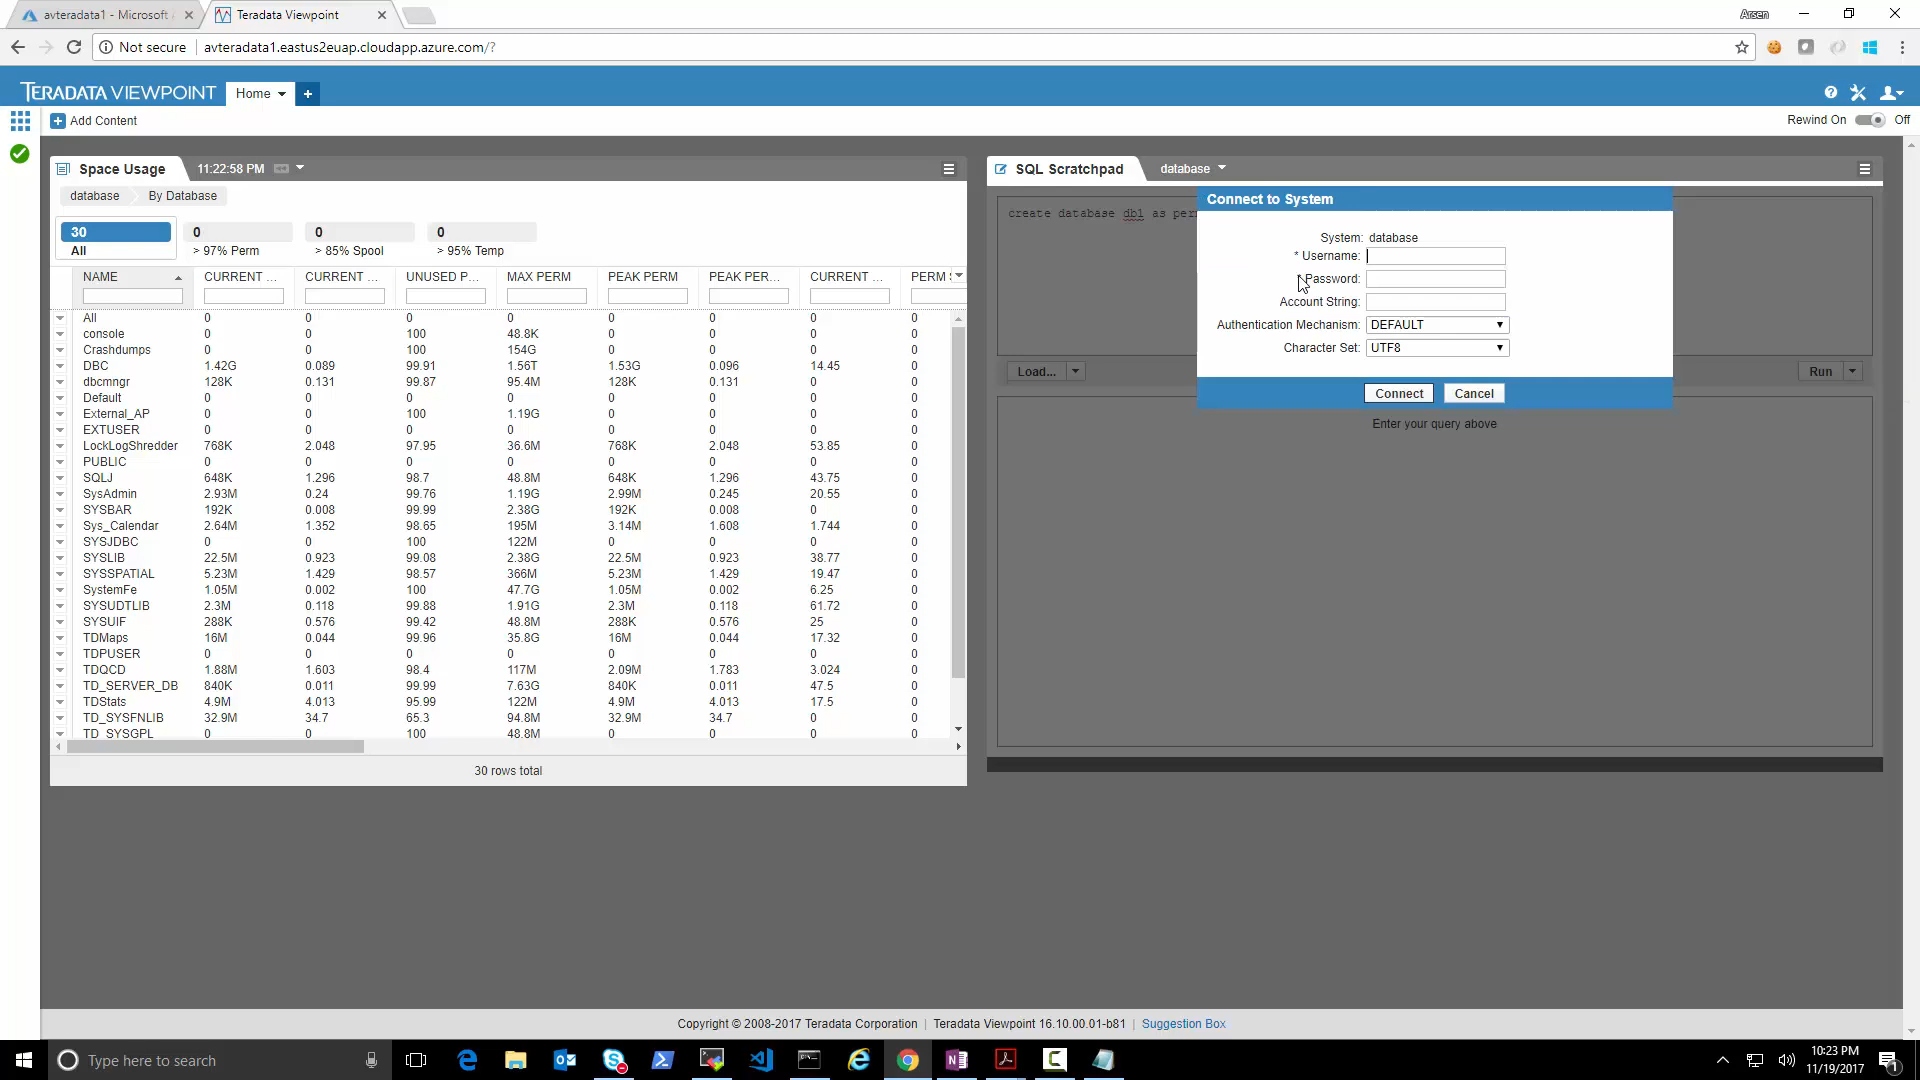 avteradata1 - Microsoft
Teradata Viewpoint
Arsen
Not secure
avteradata1.eastus2euap.cloudapp.azure.com/?
TERADATA VIEWPOINT
Home
Add Content
Rewind On Off
Space Usage
11:22:58 PM
SQL Scratchpad
database
database
By Database
30
All
0
> 97% Perm
0
> 85% Spool
0
> 95% Temp
NAME CURRENT ... CURRENT ... UNUSED P... MAX PERM PEAK PERM PEAK PER... CURRENT ... PERM
All 0 0 0 0 0 0 0 0
console 0 0 100 48.8K 0 0 0 0
Crashdumps 0 0 100 154G 0 0 0 0
DBC 1.42G 0.089 99.91 1.56T 1.53G 0.096 14.45 0
dbcmngr 128K 0.131 99.87 95.4M 128K 0.131 0 0
Default 0 0 0 0 0 0 0 0
External_AP 0 0 100 1.19G 0 0 0 0
EXTUSER 0 0 0 0 0 0 0 0
LockLogShredder 768K 2.048 97.95 36.6M 768K 2.048 53.85 0
PUBLIC 0 0 0 0 0 0 0 0
SQLJ 648K 1.296 98.7 48.8M 648K 1.296 43.75 0
SysAdmin 2.93M 0.24 99.76 1.19G 2.99M 0.245 20.55 0
SYSBAR 192K 0.008 99.99 2.38G 192K 0.008 0 0
Sys_Calendar 2.64M 1.352 98.65 195M 3.14M 1.608 1.744 0
SYSJDBC 0 0 100 122M 0 0 0 0
SYSLIB 22.5M 0.923 99.08 2.38G 22.5M 0.923 38.77 0
SYSSPATIAL 5.23M 1.429 98.57 366M 5.23M 1.429 19.47 0
SystemFe 1.05M 0.002 100 47.7G 1.05M 0.002 6.25 0
SYSUDTLIB 2.3M 0.118 99.88 1.91G 2.3M 0.118 61.72 0
SYSUIF 288K 0.576 99.42 48.8M 288K 0.576 25 0
TDMaps 16M 0.044 99.96 35.8G 16M 0.044 17.32 0
TDPUSER 0 0 0 0 0 0 0 0
TDQCD 1.88M 1.603 98.4 117M 2.09M 1.783 3.024 0
TD_SERVER_DB 840K 0.011 99.99 7.63G 840K 0.011 47.5 0
TDStats 4.9M 4.013 95.99 122M 4.9M 4.013 17.5 0
TD_SYSFNLIB 32.9M 34.7 65.3 94.8M 32.9M 34.7 0 0
TD_SYSGPL 0 0 100 48.8M 0 0 0 0
30 rows total
create database db1 as per
Connect to System
System: database
* Username:
* Password:
Account String:
Authentication Mechanism: DEFAULT
Character Set: UTF8
Connect Cancel
Load...
Run
Enter your query above
Copyright © 2008-2017 Teradata Corporation | Teradata Viewpoint 16.10.00.01-b81 | Suggestion Box
Type here to search
10:23 PM
11/19/2017
1